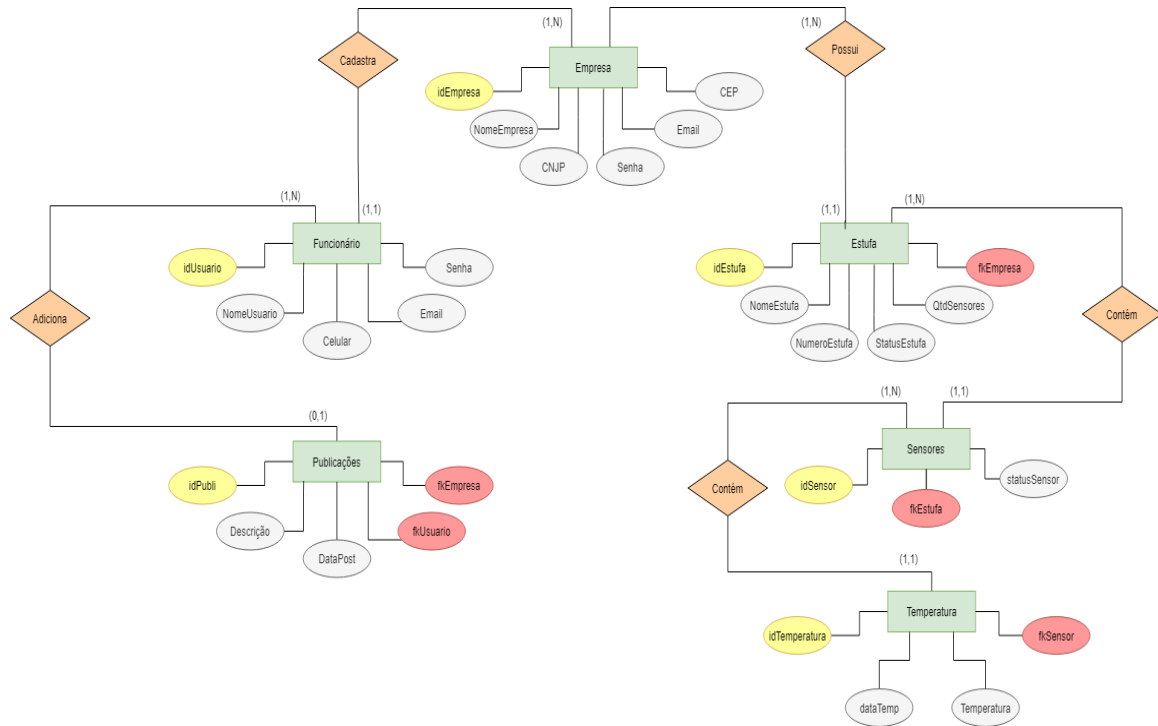 (1,N)
(1,N)
Cadastra
Empresa
Possui
idEmpresa
CEP
NomeEmpresa
Email
CNJP
Senha
(1,N)
(1,1)
(1,1)
(1,N)
Funcionário
Estufa
idUsuario
Senha
idEstufa
fkEmpresa
NomeUsuario
Email
NomeEstufa
QtdSensores
Adiciona
Contém
Celular
NumeroEstufa
StatusEstufa
(1,N)
(1,1)
(0,1)
Publicações
Sensores
idPubli
fkEmpresa
Contém
idSensor
statusSensor
fkEstufa
Descrição
fkUsuario
DataPost
(1,1)
Temperatura
idTemperatura
fkSensor
dataTemp
Temperatura